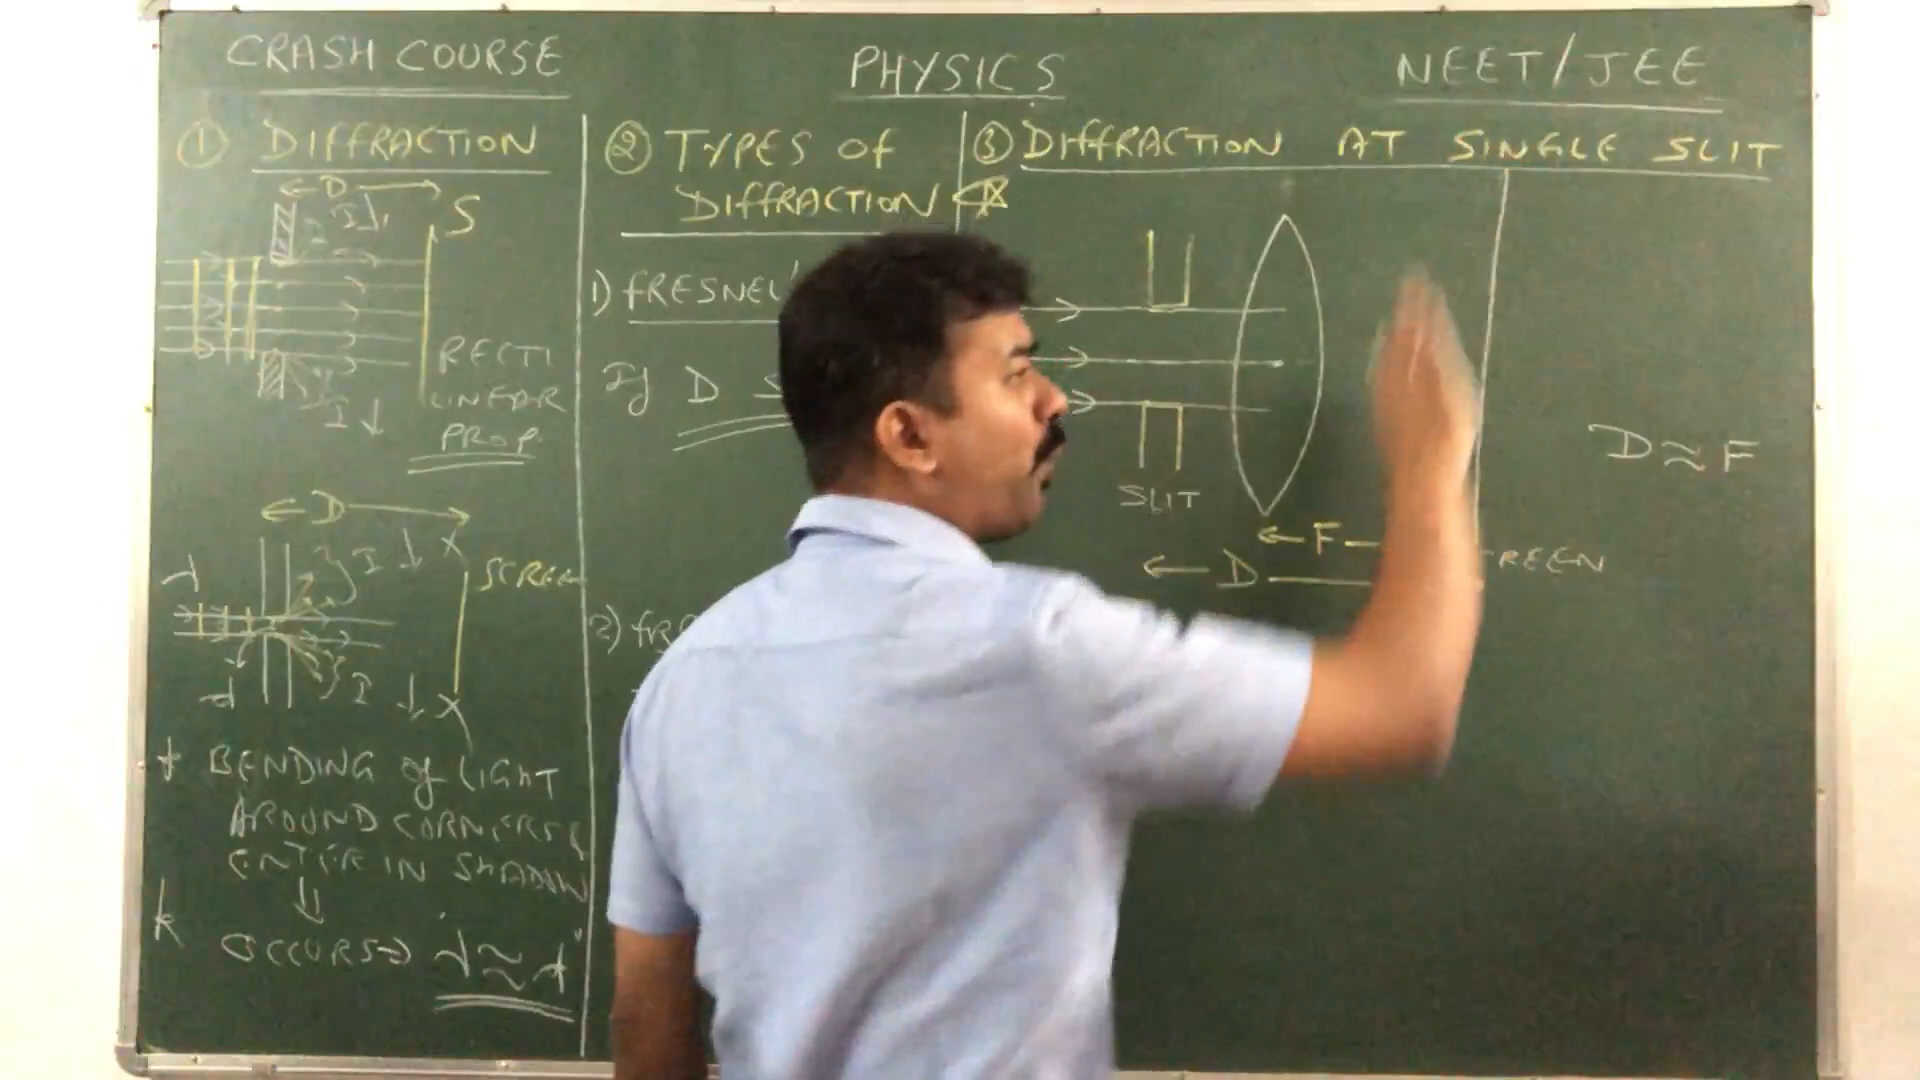 CRASH COURSE
PHYSICS
NEET/JEE
① DIFFRACTION
← D →
S
I↓
RECTI
LINEAR
PROP.
I↓
← D →
λ
I ↓ X
SCREEN
d
I ↓ X
* BENDING of LIGHT
AROUND CORNERS &
ENTER IN SHADOW
⇓
* OCCURS→ λ≈d
② TYPES of
DIFFRACTION
1) FRESNEL'
If D
2) FR
③ DIFFRACTION AT SINGLE SLIT
SLIT
← F –
← D
REEN
D≈F